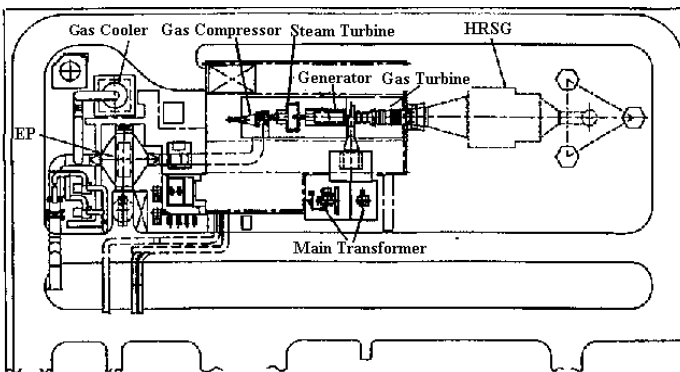 Gas Cooler
Gas Compressor
Steam Turbine
HRSG
Generator
Gas Turbine
EP
Main Transformer